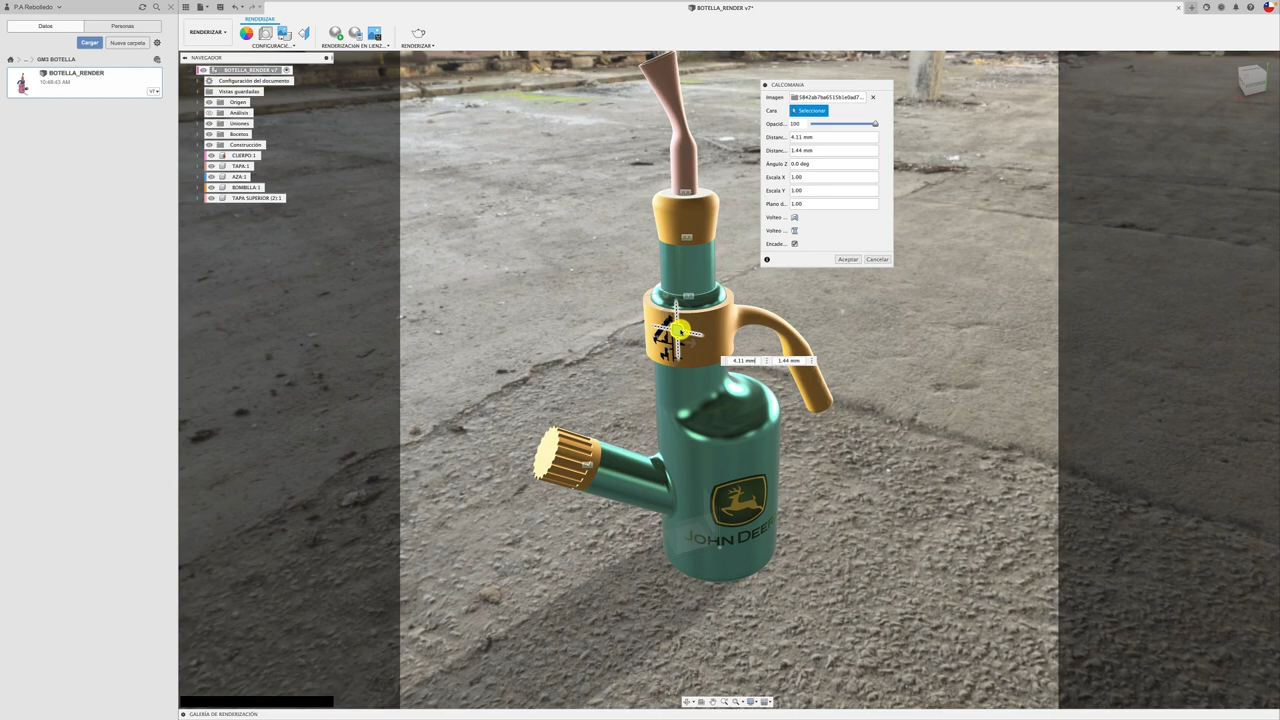 P.A Rebolledo
BOTELLA_RENDER v7*
Datos
Personas
RENDERIZAR
Cargar
Nueva carpeta
RENDERIZAR
CONFIGURACIÓ...
RENDERIZACIÓN EN LIENZ...
RENDERIZAR
NAVEGADOR
... GM3 BOTELLA
BOTELLA_RENDER
10:48:43 AM
V7
BOTELLA_RENDER v7
Configuración del documento
Vistas guardadas
Origen
Análisis
Uniones
Bocetos
Construcción
CUERPO:1
TAPA:1
AZA:1
BOMBILLA:1
TAPA SUPERIOR (2):1
CALCOMANIA
Imagen 5842ab7ba6515b1e0ad7...
Cara Seleccionar
Opacid... 100
Distanc... 4.11 mm
Distanc... 1.44 mm
Ángulo Z 0.0 deg
Escala X 1.00
Escala Y 1.00
Plano d... 1.00
Volteo ...
Volteo ...
Encade...
Aceptar
Cancelar
4.11 mm
1.44 mm
JOHN DEER
GALERÍA DE RENDERIZACIÓN